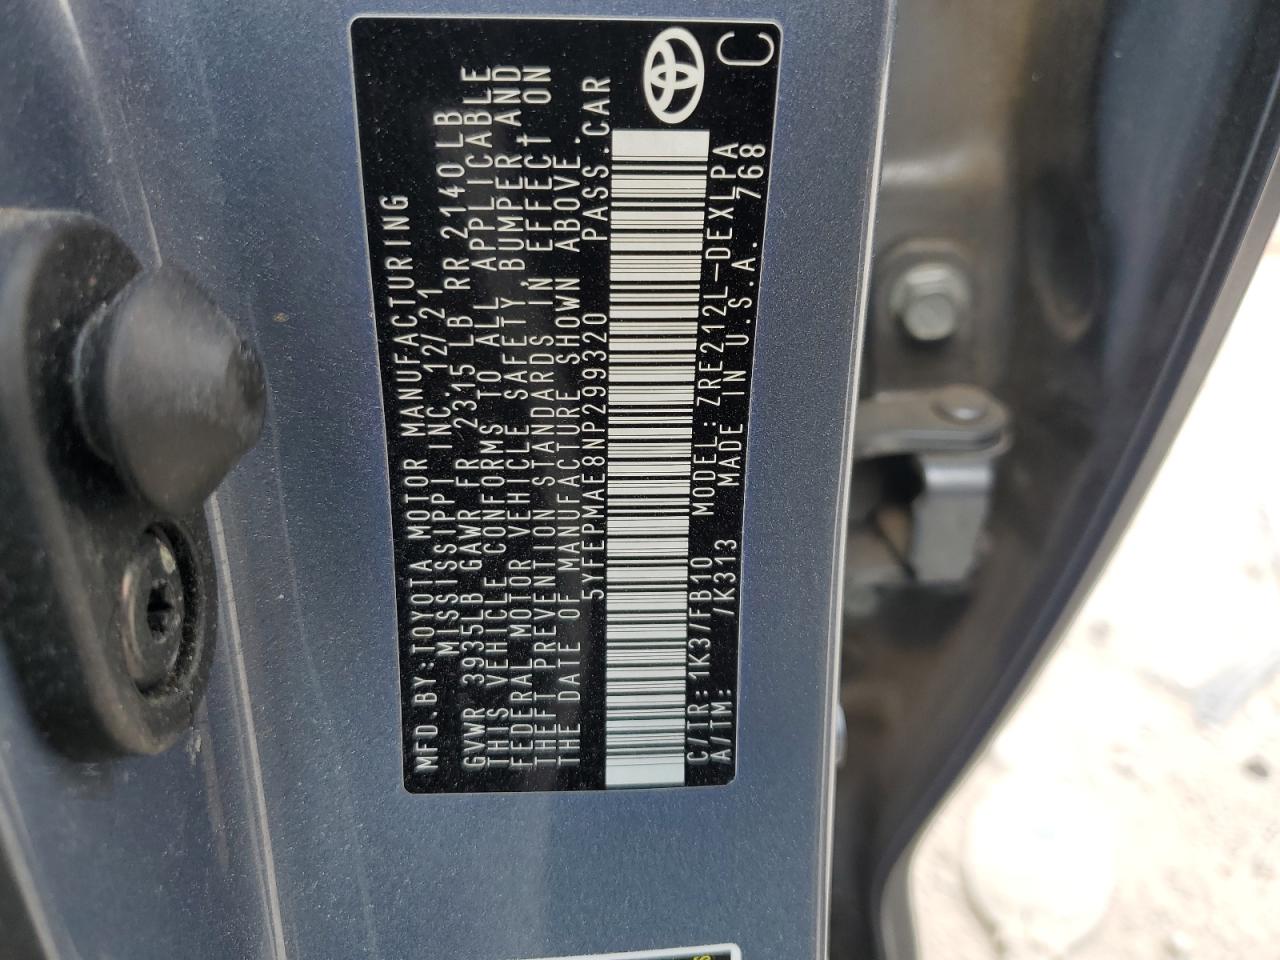 MFD.BY:TOYOTA MOTOR MANUFACTURING
MISSISSIPPI INC. 12/21
GVWR 3935LB GAWR FR 2315LB RR 2140LB
THIS VEHICLE CONFORMS TO ALL APPLICABLE
FEDERAL MOTOR VEHICLE SAFETY, BUMPER AND
THEFT PREVENTION STANDARDS IN EFFECT ON
THE DATE OF MANUFACTURE SHOWN ABOVE.
5YFEPMAE8NP299320 PASS.CAR
C/TR:1K3/FB10 MODEL:ZRE212L-DEXLPA
A/TM: /K313 MADE IN U.S.A. 768
C